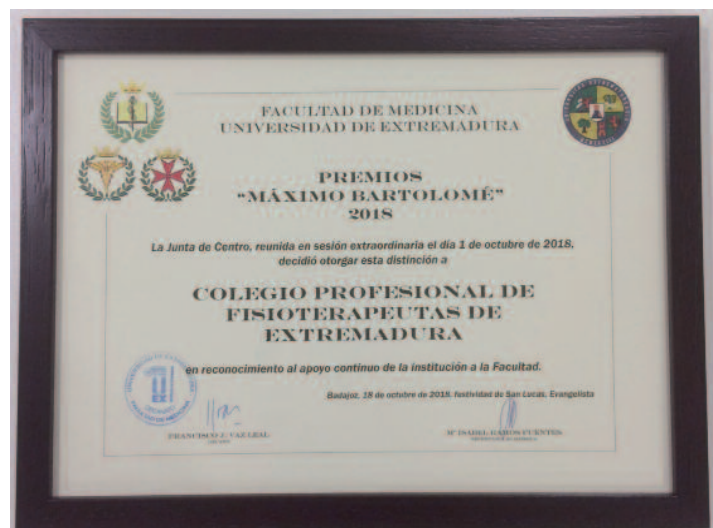 FACULTAD DE MEDICINA
UNIVERSIDAD DE EXTREMADURA
PREMIOS
“MÁXIMO BARTOLOMÉ”
2018
La Junta de Centro, reunida en sesión extraordinaria el día 1 de octubre de 2018,
decidió otorgar esta distinción a
COLEGIO PROFESIONAL DE
FISIOTERAPEUTAS DE
EXTREMADURA
en reconocimiento al apoyo continuo de la institución a la Facultad.
Badajoz, 18 de octubre de 2018, festividad de San Lucas, Evangelista
FRANCISCO J. VAZ LEAL
Mª ISABEL RAMOS FUENTES